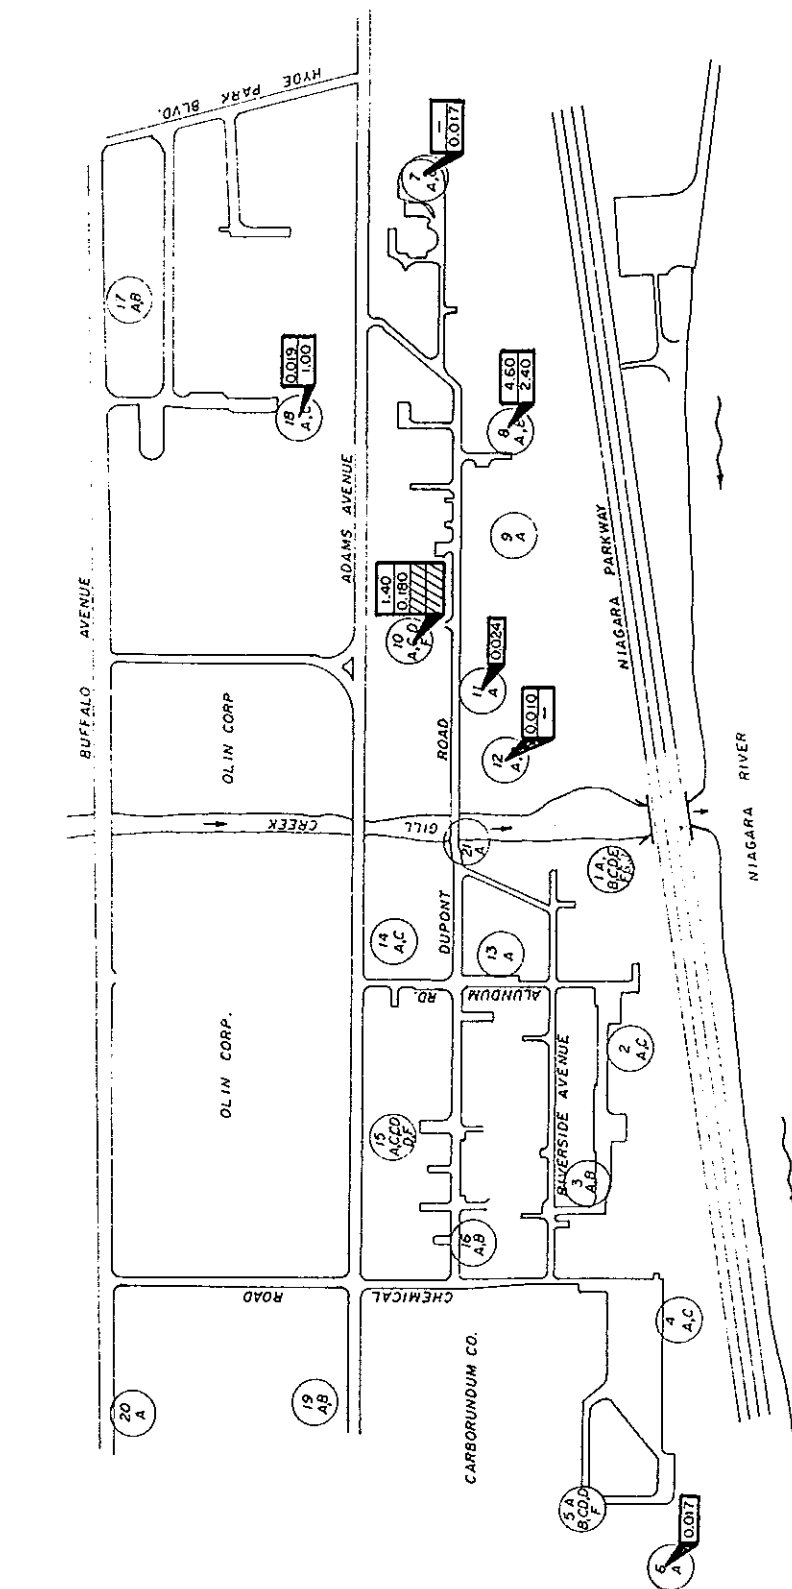 HYDE PARK BLVD.
BUFFALO AVENUE
ADAMS AVENUE
NIAGARA PARKWAY
NIAGARA RIVER
OLIN CORP
OLIN CORP.
GILL CREEK
DUPONT ROAD
ALUNDUM RD.
RIVERSIDE AVENUE
CHEMICAL ROAD
CARBORUNDUM CO.
17
A,B
18
A,C
0.019
1.00
7
–
0.017
8
4.60
2.40
9
A
10
1.40
0.180
11
A
0.024
12
0.010
–
21
A
14
A,C
13
A
2
A,C
15
3
A,B
16
A,B
4
A,C
20
A
19
A,B
5 A
6
A
0.017